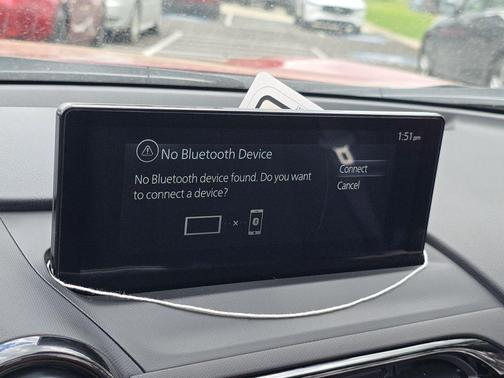 1:51 pm
No Bluetooth Device
No Bluetooth device found. Do you want
to connect a device?
Connect
Cancel